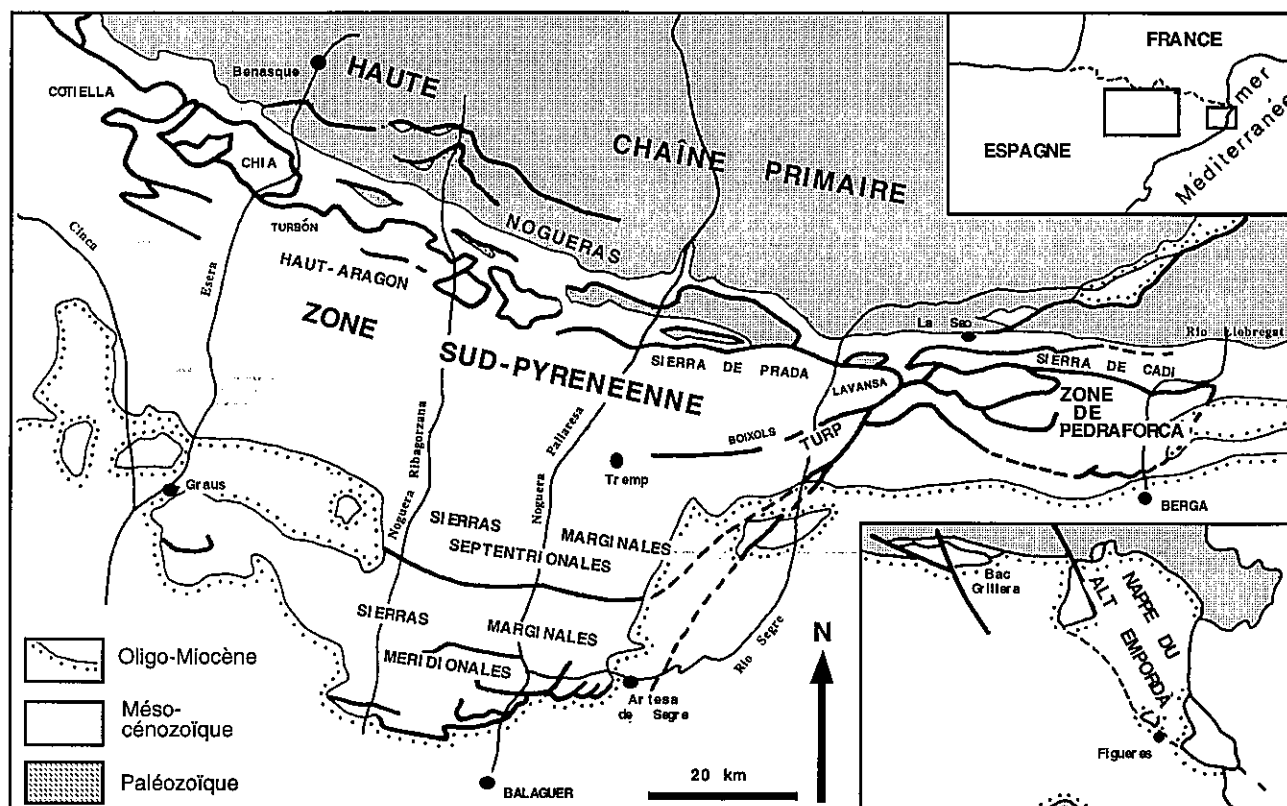 HAUTE
CHAÎNE PRIMAIRE
Benasque
COTIELLA
CHIA
TURBÓN
NOGUERAS
HAUT-ARAGON
ZONE
SUD-PYRENEENNE
Cinca
Esera
Noguera Ribagorzana
Noguera Pallaresa
SIERRA DE PRADA
LAVANSA
La Seo
Rio Llobregat
SIERRA DE CADI
ZONE
DE
PEDRAFORCA
BOIXOLS
TURP
Tremp
Graus
BERGA
SIERRAS MARGINALES
SEPTENTRIONALES
SIERRAS MARGINALES
MERIDIONALES
Rio Segre
Artesa
de Segre
BALAGUER
N
20 km
Oligo-Miocène
Méso-
cénozoïque
Paléozoïque
FRANCE
ESPAGNE
mer
Méditerranée
Bac
Grillera
NAPPE DU
ALT EMPORDÀ
Figueres